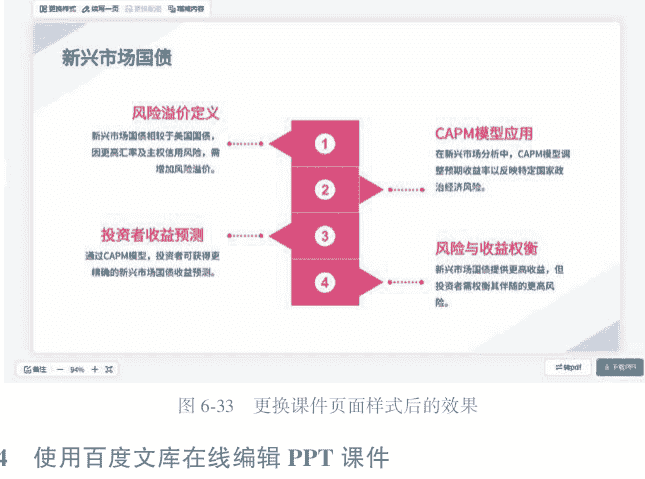 更换样式 续写一页 更换配图 增减内容
新兴市场国债
风险溢价定义
新兴市场国债相较于美国国债,
因更高汇率及主权信用风险，需
增加风险溢价。
1
CAPM模型应用
在新兴市场分析中，CAPM模型调
整预期收益率以反映特定国家政
治经济风险。
2
投资者收益预测
通过CAPM模型，投资者可获得更
精确的新兴市场国债收益预测。
3
风险与收益权衡
新兴市场国债提供更高收益，但
投资者需权衡其伴随的更高风
险。
4
备注 － 94% ＋
转pdf
图 6-33 更换课件页面样式后的效果
4 使用百度文库在线编辑 PPT 课件